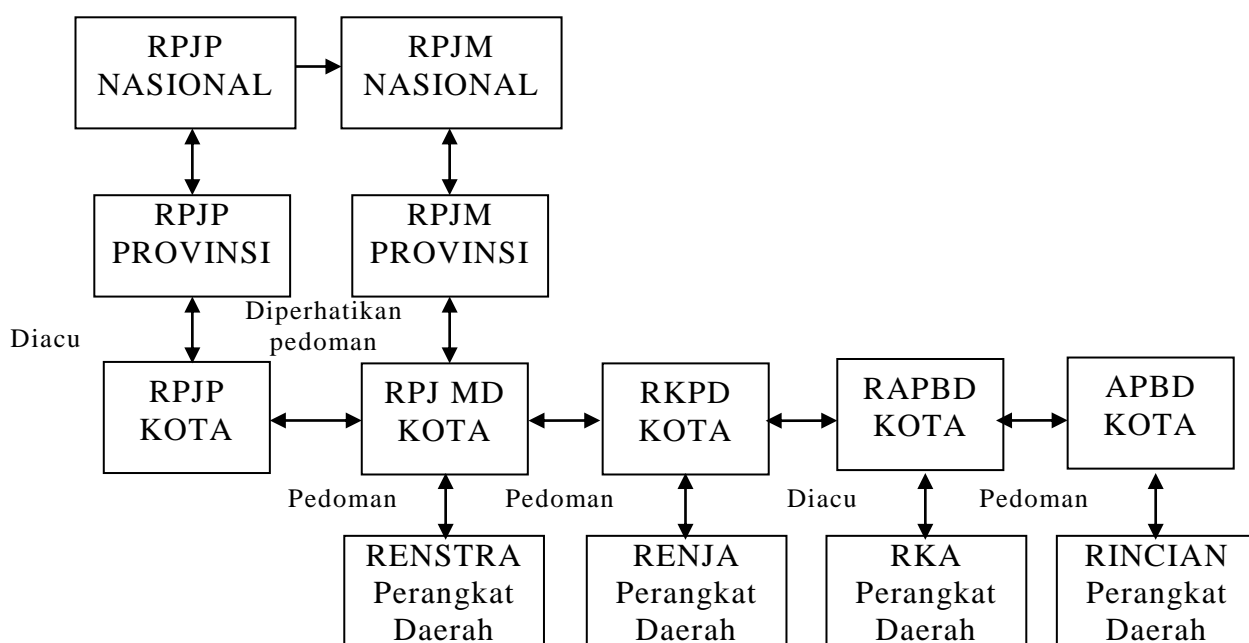 RPJP
NASIONAL
RPJM
NASIONAL
RPJP
PROVINSI
RPJM
PROVINSI
Diacu
Diperhatikan
pedoman
RPJP
KOTA
RPJ MD
KOTA
RKPD
KOTA
RAPBD
KOTA
APBD
KOTA
Pedoman
Pedoman
Diacu
Pedoman
RENSTRA
Perangkat
Daerah
RENJA
Perangkat
Daerah
RKA
Perangkat
Daerah
RINCIAN
Perangkat
Daerah